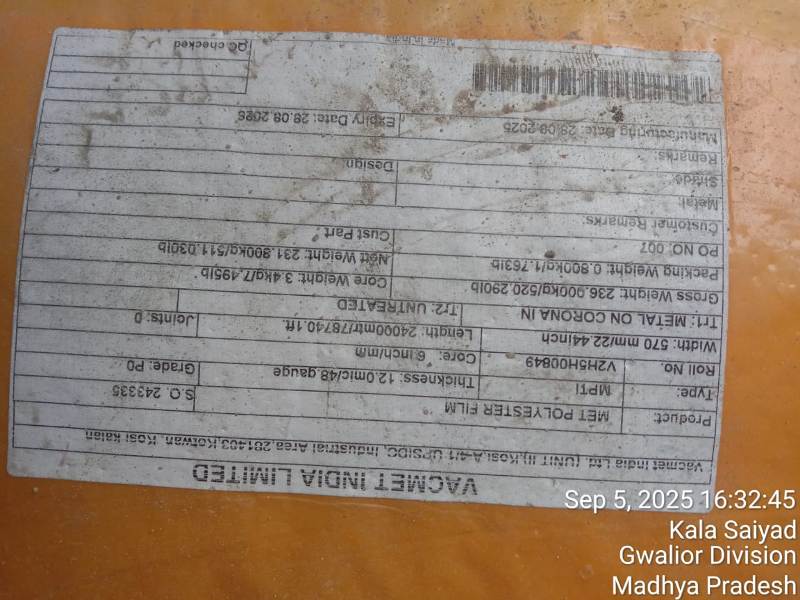 VACMET INDIA LIMITED
Vacmet India Ltd. (UNIT II),Kosi,A-4/1 UPSIDC, Industrial Area,281403,Kotwan, Kosi kalan
Product: MET POLYESTER FILM S.O. 243335
Type: MPTI Thickness: 12.0mic/48.gauge Grade: P0
Roll No. V2H5H00849 Core: 6 inch/mm
Width: 570 mm/22.44inch Length: 24000mtr/78740.1ft. Joints: 0
Tr1: METAL ON CORONA IN Tr2: UNTREATED
Gross Weight: 236.000kg/520.290lb Core Weight: 3.4kg/7.495lb
Packing Weight: 0.800kg/1.763lb Nett Weight: 231.800kg/511.030lb
PO NO. 007 Cust Part:
Customer Remarks:
Metal:
Shade: Design:
Remarks:
Manufacturing Date: 28.08.2025 Expiry Date: 28.08.2026
QC checked
Made in India
Sep 5, 2025 16:32:45
Kala Saiyad
Gwalior Division
Madhya Pradesh